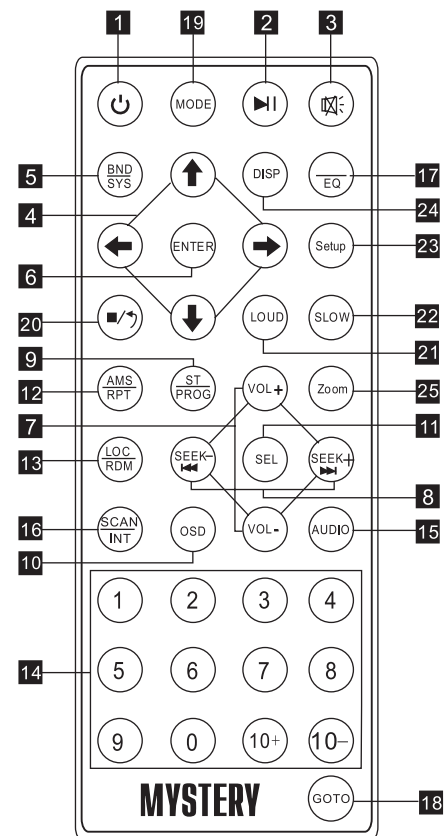 1 19 2 3
MODE
5 BND SYS DISP EQ 17
24
4
ENTER Setup 23
6
20 LOUD SLOW 22
21
9
12 AMS RPT ST PROG VOL+ Zoom 25
7 11
13 LOC RDM SEEK- SEL SEEK+
8
16 SCAN INT OSD VOL- AUDIO 15
10
1 2 3 4
14 5 6 7 8
9 0 10+ 10-
MYSTERY GOTO 18